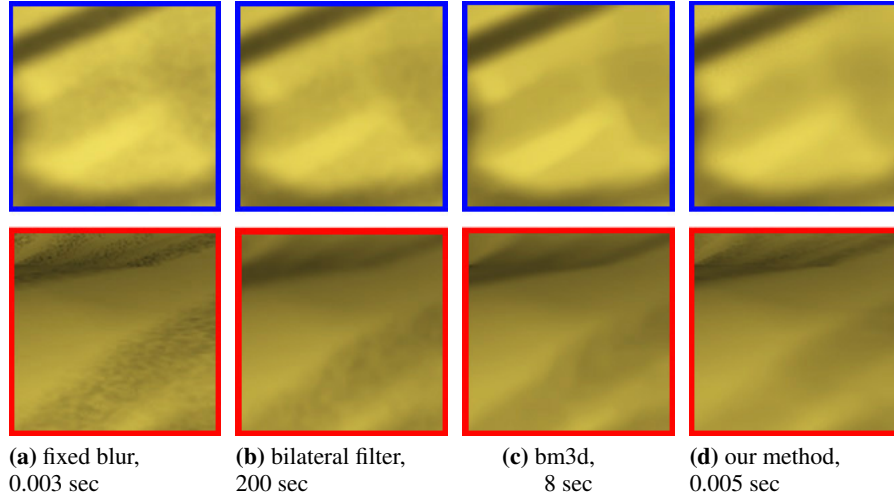 (a) fixed blur,
0.003 sec
(b) bilateral filter,
200 sec
(c) bm3d,
8 sec
(d) our method,
0.005 sec